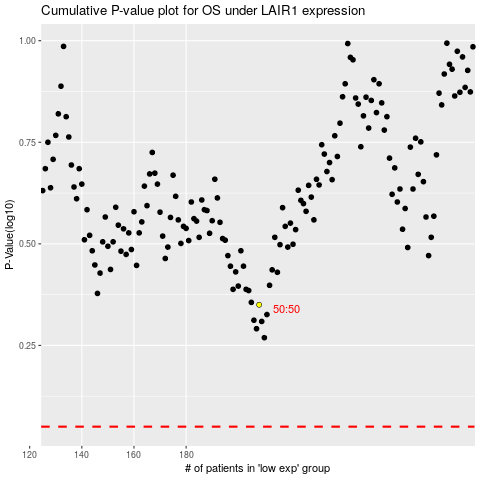 Cumulative P-value plot for OS under LAIR1 expression
P-Value(log10)
1.00
0.75
0.50
0.25
50:50
120 140 160 180
# of patients in 'low exp' group